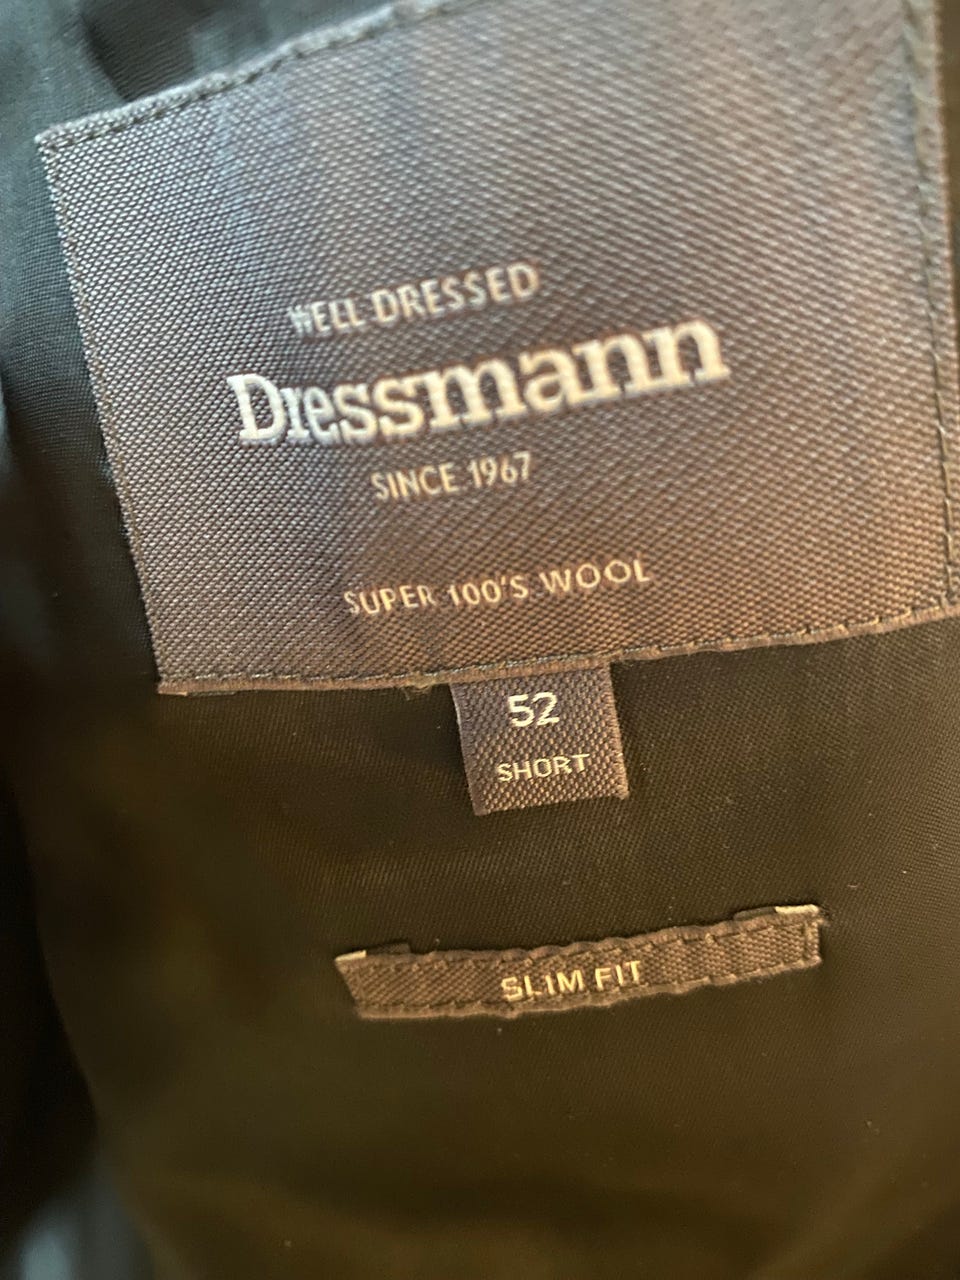 WELL DRESSED
Dressmann
SINCE 1967
SUPER 100'S WOOL
52
SHORT
SLIM FIT